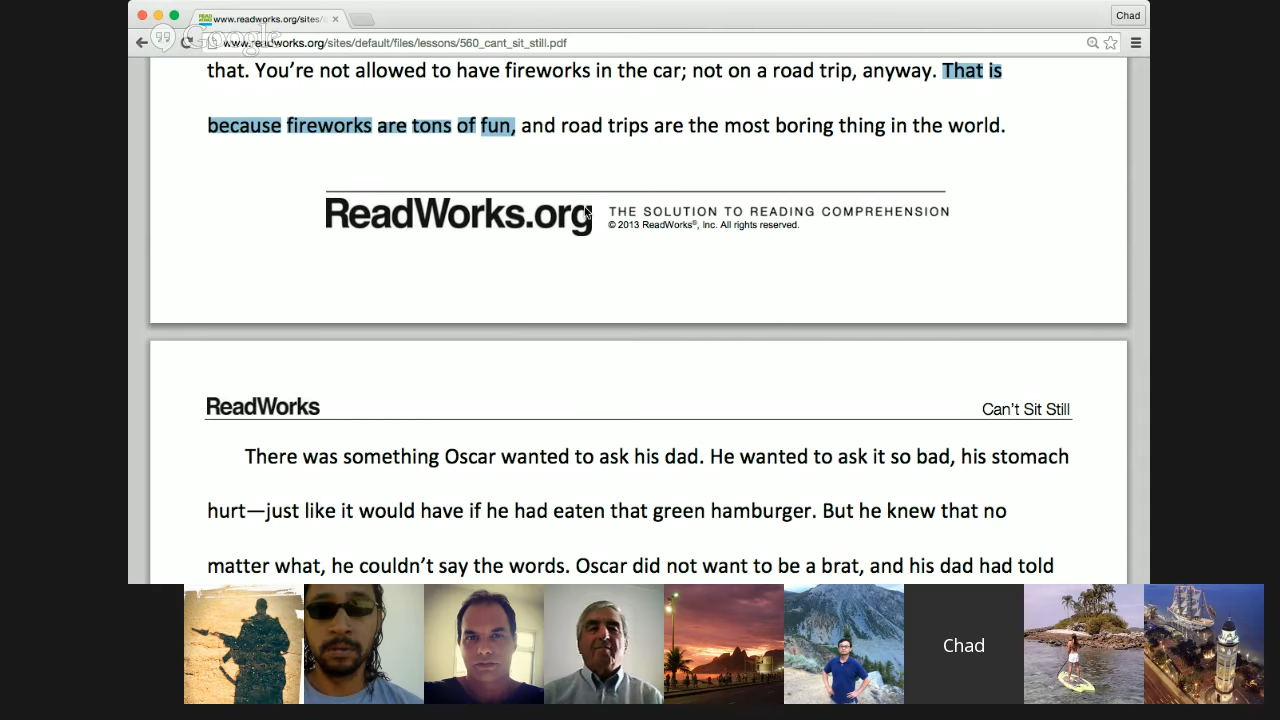 www.readworks.org/sites/
Chad
Google
www.readworks.org/sites/default/files/lessons/560_cant_sit_still.pdf
that. You’re not allowed to have fireworks in the car; not on a road trip, anyway. That is
because fireworks are tons of fun, and road trips are the most boring thing in the world.
ReadWorks.org
THE SOLUTION TO READING COMPREHENSION
© 2013 ReadWorks®, Inc. All rights reserved.
ReadWorks
Can't Sit Still
There was something Oscar wanted to ask his dad. He wanted to ask it so bad, his stomach
hurt—just like it would have if he had eaten that green hamburger. But he knew that no
matter what, he couldn’t say the words. Oscar did not want to be a brat, and his dad had told
Chad